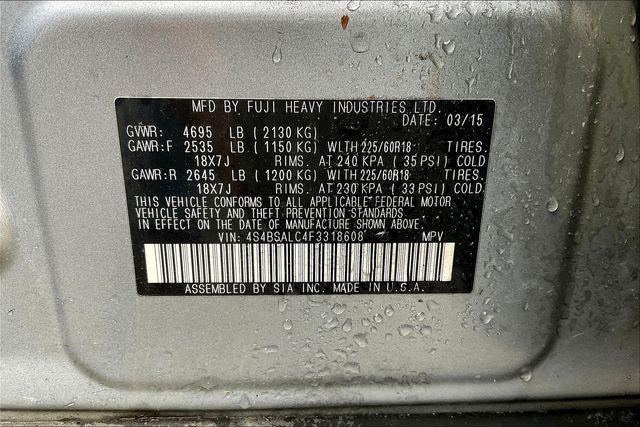 MFD BY FUJI HEAVY INDUSTRIES LTD.
DATE: 03/15
GVWR: 4695 LB (2130 KG)
GAWR:F 2535 LB (1150 KG) WITH 225/60R18 TIRES.
18X7J RIMS. AT 240 KPA (35 PSI) COLD
GAWR:R 2645 LB (1200 KG) WITH 225/60R18 TIRES.
18X7J RIMS. AT 230 KPA (33 PSI) COLD
THIS VEHICLE CONFORMS TO ALL APPLICABLE FEDERAL MOTOR
VEHICLE SAFETY AND THEFT PREVENTION STANDARDS
IN EFFECT ON THE DATE OF MANUFACTURE SHOWN ABOVE.
VIN: 4S4BSALC4F3318608 MPV
ASSEMBLED BY SIA INC. MADE IN U.S.A.